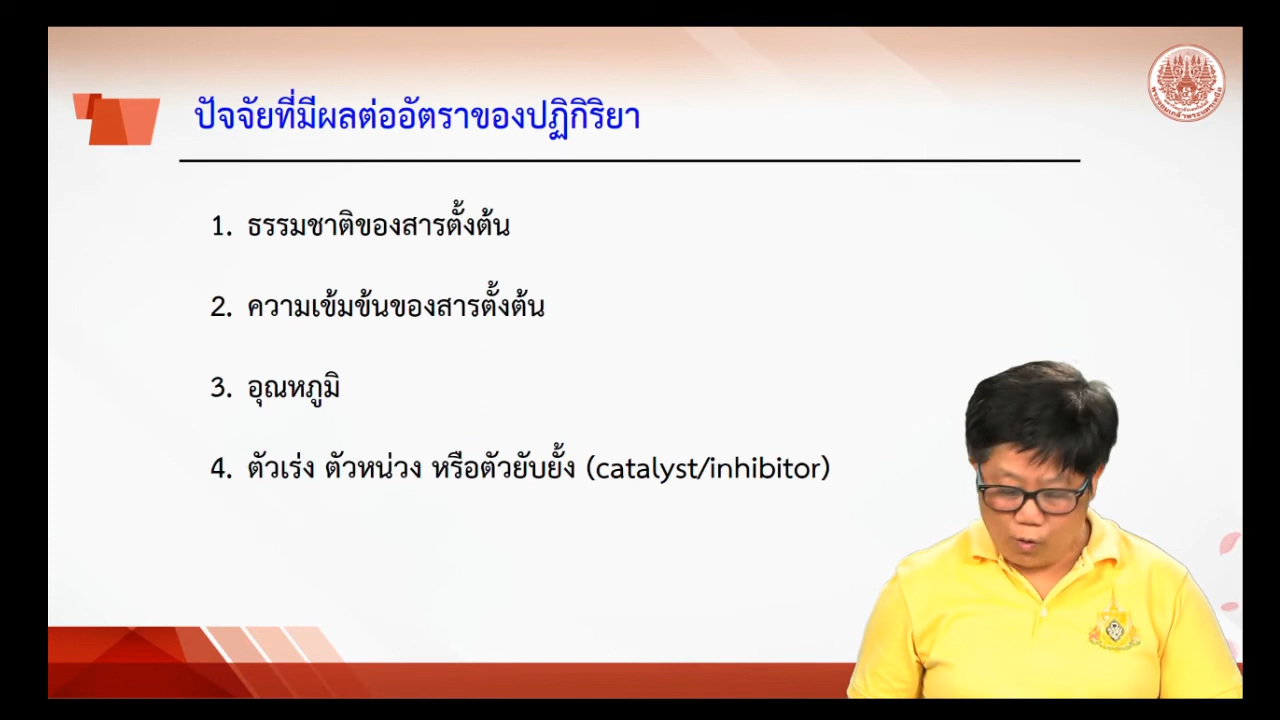 ปัจจัยที่มีผลต่ออัตราของปฏิกิริยา
1. ธรรมชาติของสารตั้งต้น
2. ความเข้มข้นของสารตั้งต้น
3. อุณหภูมิ
4. ตัวเร่ง ตัวหน่วง หรือตัวยับยั้ง (catalyst/inhibitor)